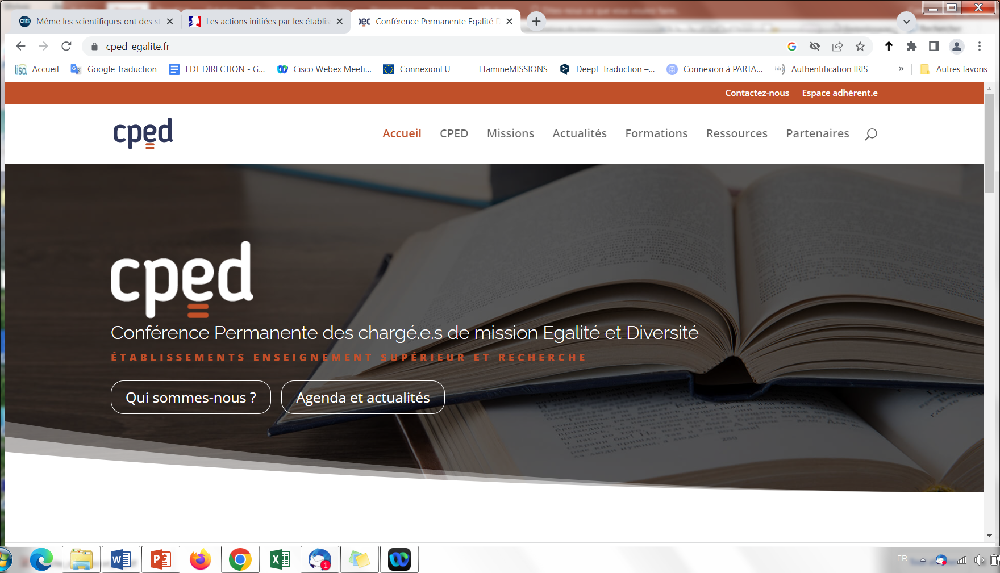 Même les scientifiques ont des st
Les actions initiées par les établis
Conférence Permanente Egalité D
cped-egalite.fr
Accueil
Google Traduction
EDT DIRECTION - G...
Cisco Webex Meeti...
ConnexionEU
EtamineMISSIONS
DeepL Traduction –...
Connexion à PARTA...
Authentification IRIS
»
Autres favoris
Contactez-nous
Espace adhérent.e
cped
Accueil
CPED
Missions
Actualités
Formations
Ressources
Partenaires
cped
Conférence Permanente des chargé.e.s de mission Egalité et Diversité
ÉTABLISSEMENTS ENSEIGNEMENT SUPÉRIEUR ET RECHERCHE
Qui sommes-nous ?
Agenda et actualités
280
1
FR